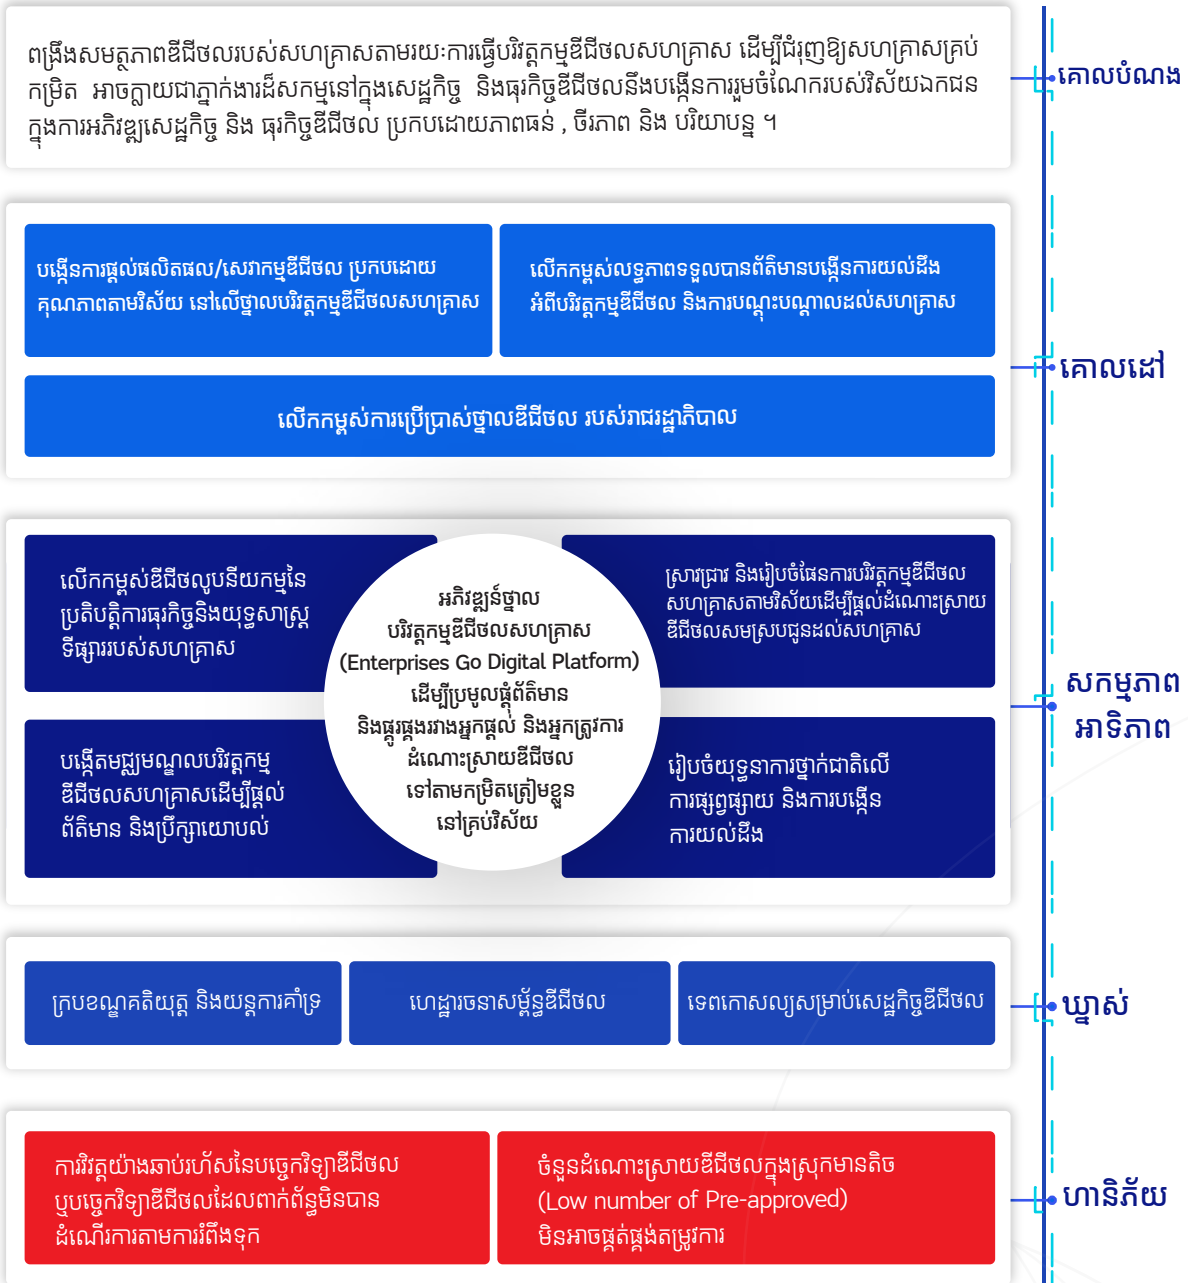 ពង្រឹងសមត្ថភាពឌីជីថលរបស់សហគ្រាសតាមរយៈការធ្វើបរិវត្តកម្មឌីជីថលសហគ្រាស ដើម្បីជំរុញឱ្យសហគ្រាសគ្រប់
កម្រិត អាចក្លាយជាភ្នាក់ងារដ៏សកម្មនៅក្នុងសេដ្ឋកិច្ច និងធុរកិច្ចឌីជីថលនឹងបង្កើនការរួមចំណែករបស់វិស័យឯកជន
ក្នុងការអភិវឌ្ឍសេដ្ឋកិច្ច និង ធុរកិច្ចឌីជីថល ប្រកបដោយភាពធន់ , ចីរភាព និង បរិយាបន្ន ។
គោលបំណង
បង្កើនការផ្តល់ផលិតផល/សេវាកម្មឌីជីថល ប្រកបដោយ
គុណភាពតាមវិស័យ នៅលើថ្នាលបរិវត្តកម្មឌីជីថលសហគ្រាស
លើកកម្ពស់លទ្ធភាពទទួលបានព័ត៌មានបង្កើនការយល់ដឹង
អំពីបរិវត្តកម្មឌីជីថល និងការបណ្តុះបណ្តាលដល់សហគ្រាស
លើកកម្ពស់ការប្រើប្រាស់ថ្នាលឌីជីថល របស់រាជរដ្ឋាភិបាល
គោលដៅ
លើកកម្ពស់ឌីជីថលូបនីយកម្មនៃ
ប្រតិបត្តិការធុរកិច្ចនិងយុទ្ធសាស្ត្រ
ទីផ្សាររបស់សហគ្រាស
បង្កើតមជ្ឈមណ្ឌលបរិវត្តកម្ម
ឌីជីថលសហគ្រាសដើម្បីផ្តល់
ព័ត៌មាន និងប្រឹក្សាយោបល់
អភិវឌ្ឍន៍ថ្នាល
បរិវត្តកម្មឌីជីថលសហគ្រាស
(Enterprises Go Digital Platform)
ដើម្បីប្រមូលផ្តុំព័ត៌មាន
និងផ្គូរផ្គងរវាងអ្នកផ្តល់ និងអ្នកត្រូវការ
ដំណោះស្រាយឌីជីថល
ទៅតាមកម្រិតត្រៀមខ្លួន
នៅគ្រប់វិស័យ
ស្រាវជ្រាវ និងរៀបចំផែនការបរិវត្តកម្មឌីជីថល
សហគ្រាសតាមវិស័យដើម្បីផ្តល់ដំណោះស្រាយ
ឌីជីថលសមស្របជូនដល់សហគ្រាស
រៀបចំយុទ្ធនាការថ្នាក់ជាតិលើ
ការផ្សព្វផ្សាយ និងការបង្កើន
ការយល់ដឹង
សកម្មភាព
អាទិភាព
ក្របខណ្ឌគតិយុត្ត និងយន្តការគាំទ្រ
ហេដ្ឋារចនាសម្ព័ន្ធឌីជីថល
ទេពកោសល្យសម្រាប់សេដ្ឋកិច្ចឌីជីថល
ឃ្នាស់
ការវិវត្តយ៉ាងឆាប់រហ័សនៃបច្ចេកវិទ្យាឌីជីថល
ឬបច្ចេកវិទ្យាឌីជីថលដែលពាក់ព័ន្ធមិនបាន
ដំណើរការតាមការរំពឹងទុក
ចំនួនដំណោះស្រាយឌីជីថលក្នុងស្រុកមានតិច
(Low number of Pre-approved)
មិនអាចផ្គត់ផ្គង់តម្រូវការ
ហានិភ័យ